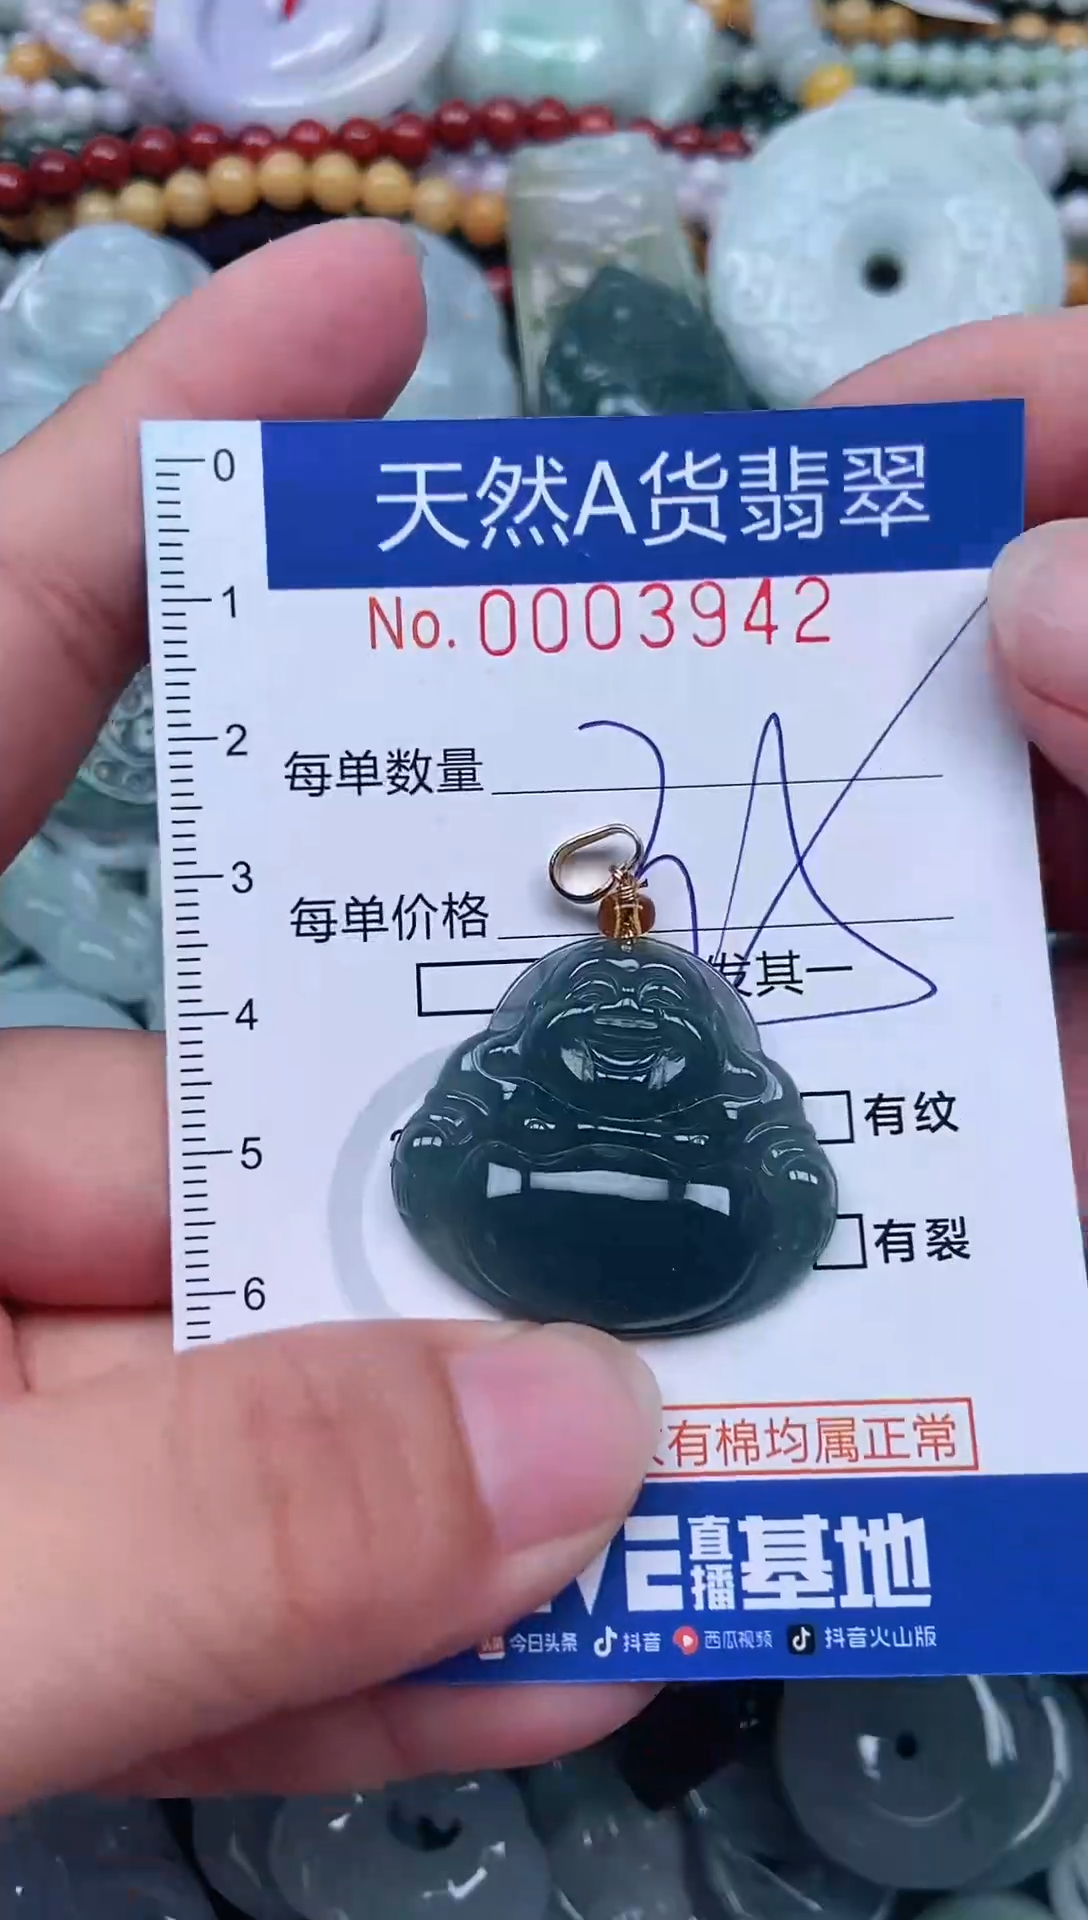 天然A货翡翠
No. 0003942
每单数量
每单价格
发其一
有纹
有裂
有棉均属正常
VE直播基地
今日头条 抖音 西瓜视频 抖音火山版
0
1
2
3
4
5
6